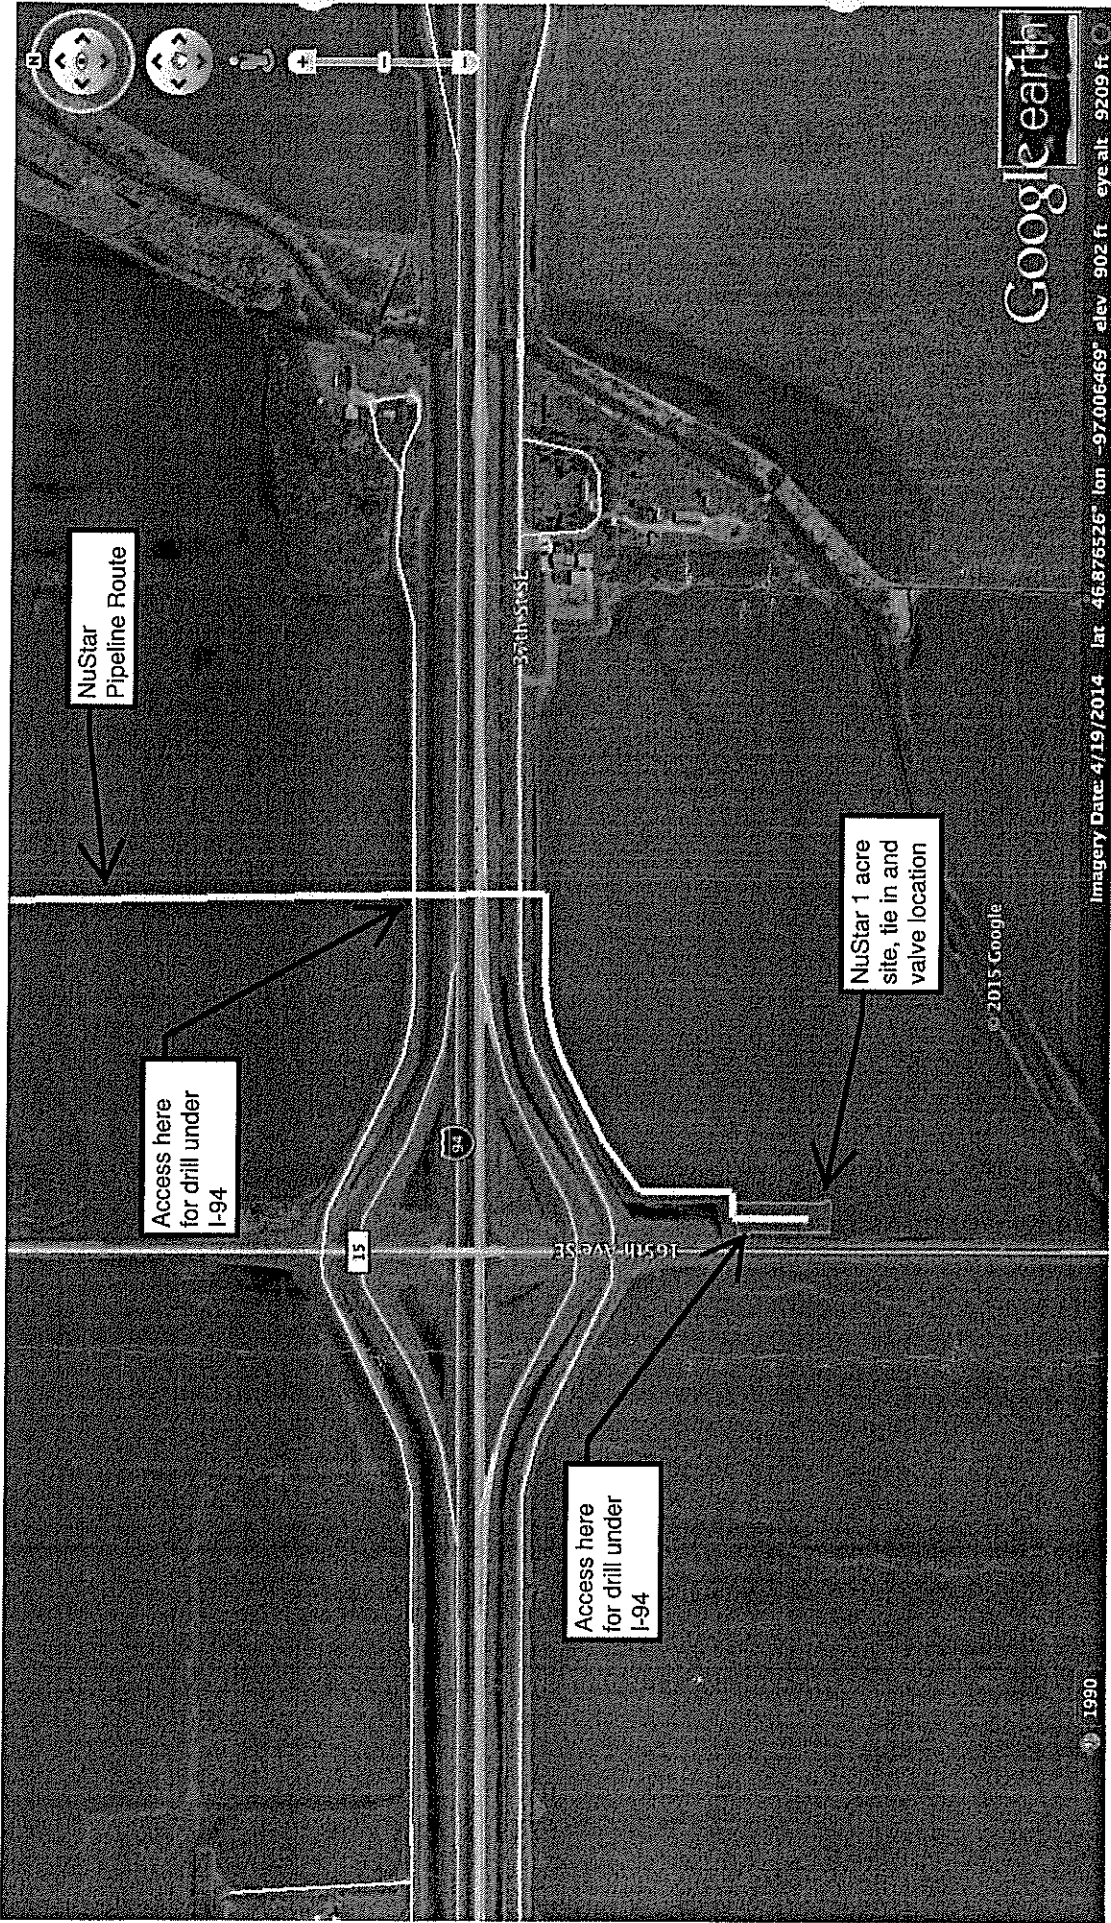 N
NuStar
Pipeline Route
Access here
for drill under
I-94
15
94
37th St SE
165th Ave SE
Access here
for drill under
I-94
NuStar 1 acre
site, tie in and
valve location
© 2015 Google
Google earth
1990
Imagery Date: 4/19/2014 lat 46.876526° lon -97.006469° elev 902 ft eye alt 9209 ft